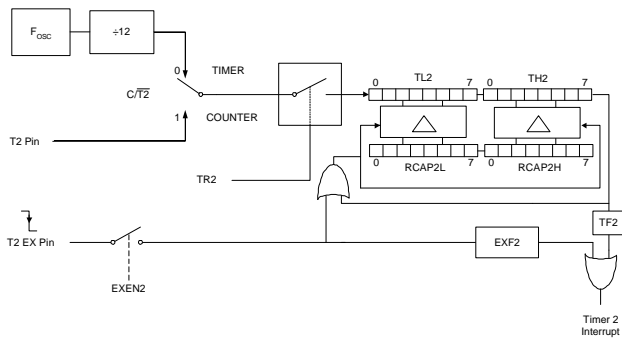 FOSC
÷12
0
TIMER
C/T2
1
COUNTER
T2 Pin
TR2
0
TL2
7
0
TH2
7
0
RCAP2L
7
0
RCAP2H
7
TF2
T2 EX Pin
EXEN2
EXF2
Timer 2
Interrupt